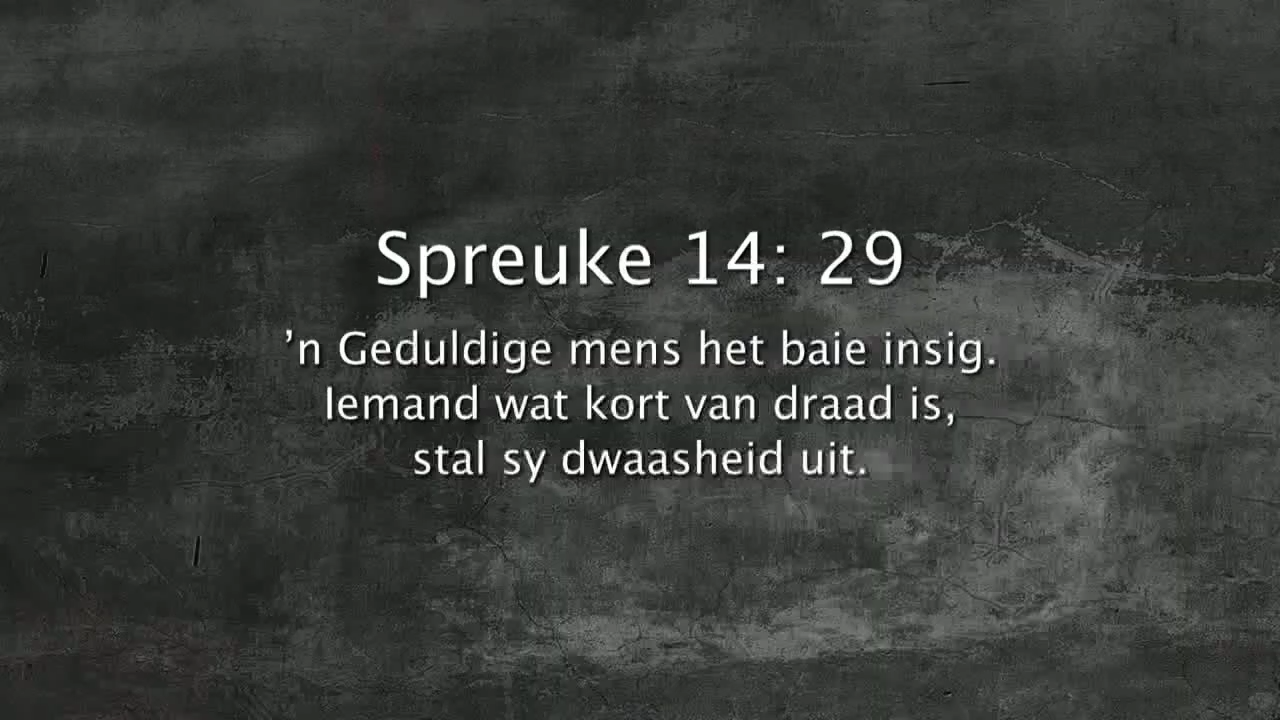 Spreuke 14: 29
’n Geduldige mens het baie insig.
Iemand wat kort van draad is,
stal sy dwaasheid uit.